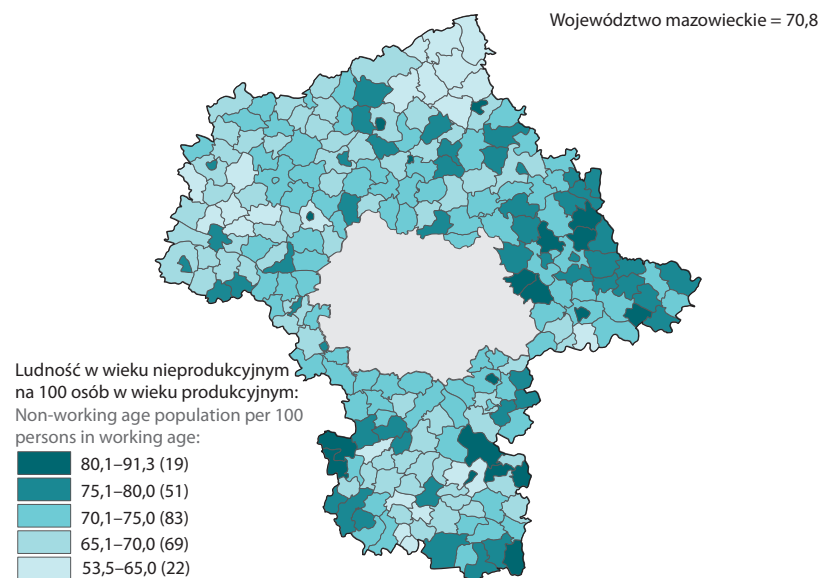 Województwo mazowieckie = 70,8
Ludność w wieku nieprodukcyjnym
na 100 osób w wieku produkcyjnym:
Non-working age population per 100
persons in working age:
80,1–91,3 (19)
75,1–80,0 (51)
70,1–75,0 (83)
65,1–70,0 (69)
53,5–65,0 (22)